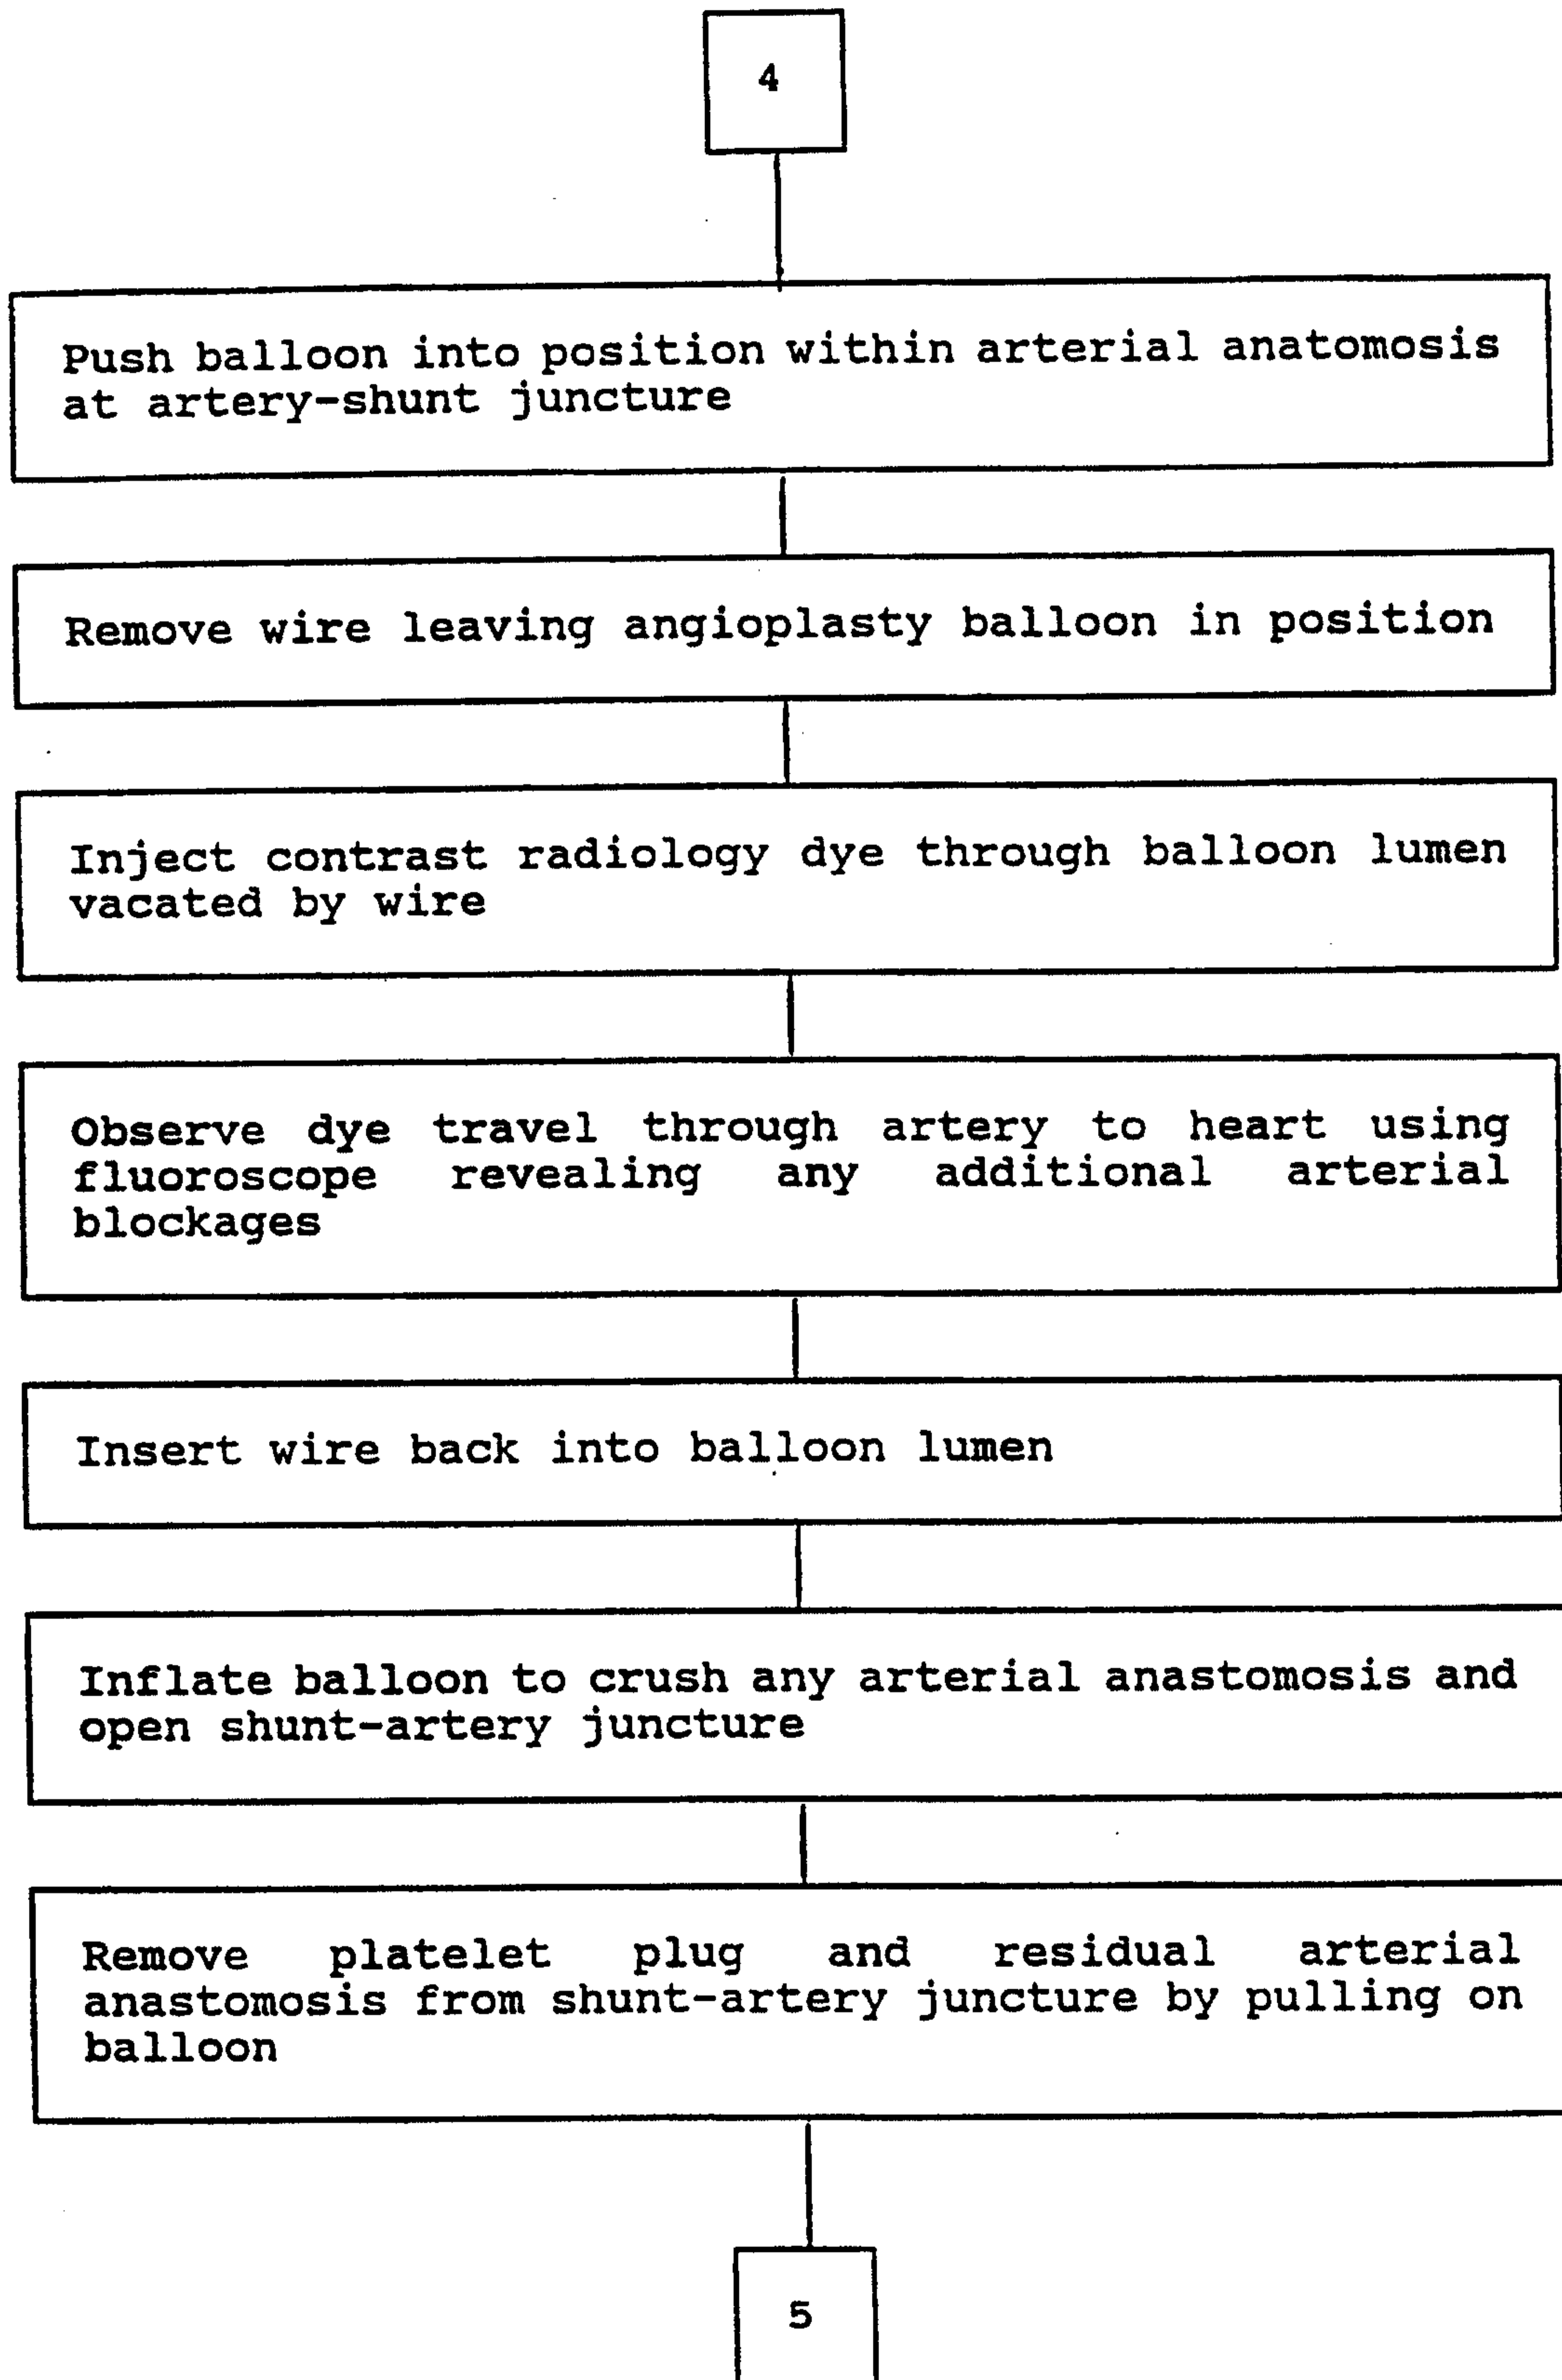 4
Push balloon into position within arterial anatomosis
at artery-shunt juncture
Remove wire leaving angioplasty balloon in position
Inject contrast radiology dye through balloon lumen
vacated by wire
Observe dye travel through artery to heart using
fluoroscope revealing any additional arterial
blockages
Insert wire back into balloon lumen
Inflate balloon to crush any arterial anastomosis and
open shunt-artery juncture
Remove platelet plug and residual arterial
anastomosis from shunt-artery juncture by pulling on
balloon
5